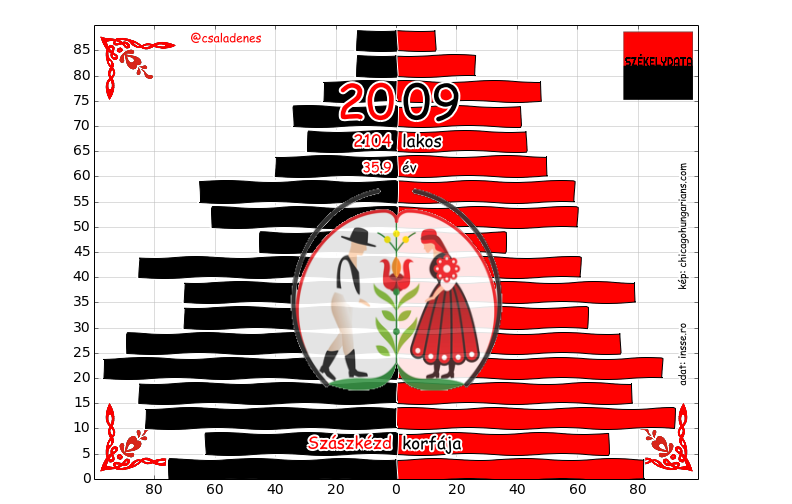 @csaladenes
SZÉKELYDATA
2009
2104 lakos
35.9 év
kép: chicagohungarians.com
adat: insse.ro
Szászkézd korfája
85
80
75
70
65
60
55
50
45
40
35
30
25
20
15
10
5
0
80 60 40 20 0 20 40 60 80